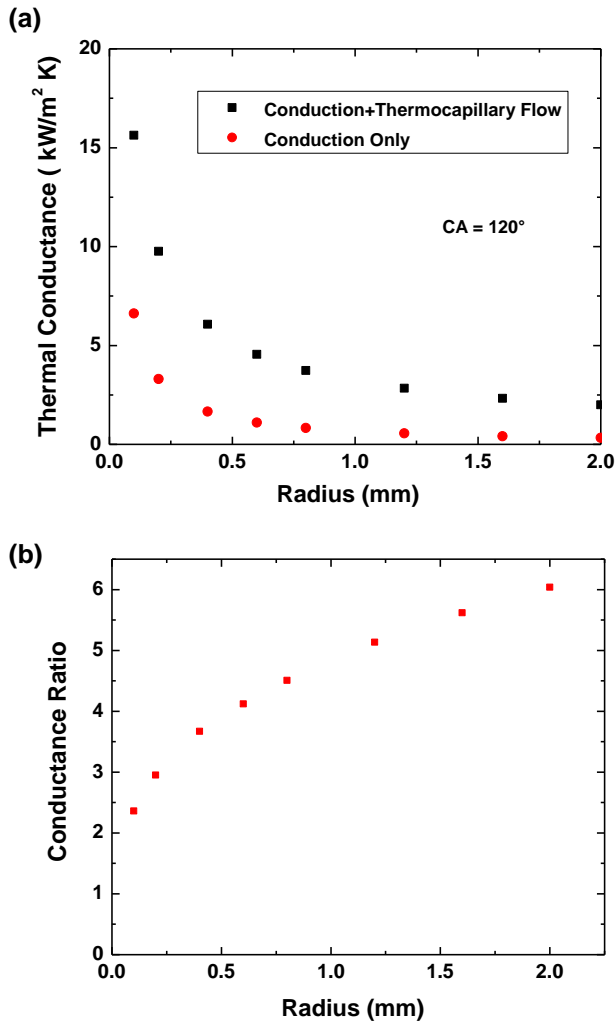 (a)
20
15
10
5
0
Thermal Conductance ( kW/m² K)
Conduction+Thermocapillary Flow
Conduction Only
CA = 120°
0.0 0.5 1.0 1.5 2.0
Radius (mm)
(b)
6
5
4
3
2
1
0
Conductance Ratio
0.0 0.5 1.0 1.5 2.0
Radius (mm)